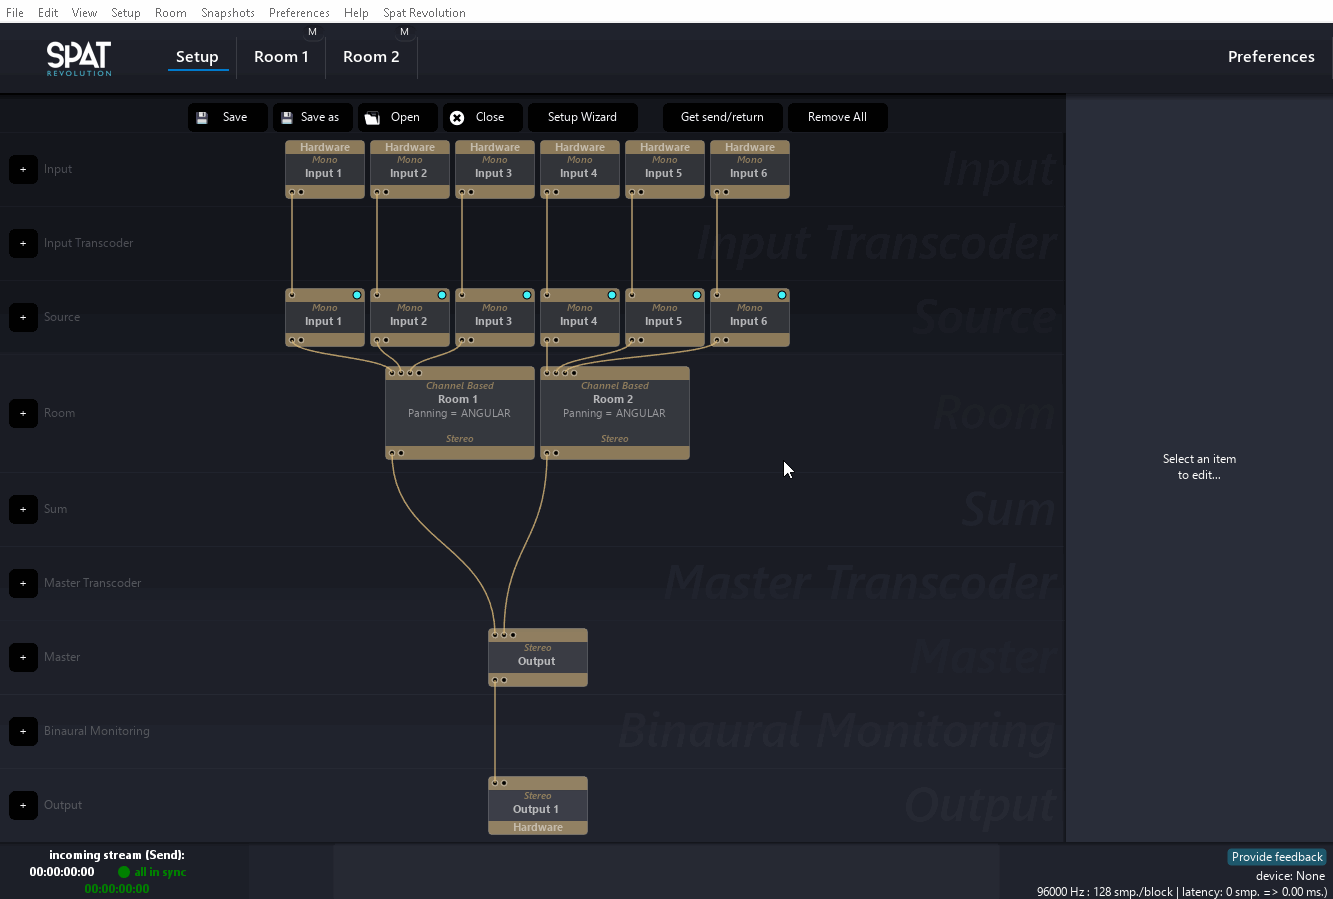 File Edit View Setup Room Snapshots Preferences Help Spat Revolution
M M
SPAT
REVOLUTION
Setup Room 1 Room 2 Preferences
Save Save as Open Close Setup Wizard Get send/return Remove All
Hardware Hardware Hardware Hardware Hardware Hardware
Mono Mono Mono Mono Mono Mono
Input 1 Input 2 Input 3 Input 4 Input 5 Input 6
+ Input Input
+ Input Transcoder Input Transcoder
Mono Mono Mono Mono Mono Mono
Input 1 Input 2 Input 3 Input 4 Input 5 Input 6
+ Source Source
Channel Based Channel Based
Room 1 Room 2
Panning = ANGULAR Panning = ANGULAR
Stereo Stereo
+ Room Room
Select an item
to edit...
+ Sum Sum
+ Master Transcoder Master Transcoder
Stereo
Output
+ Master Master
+ Binaural Monitoring Binaural Monitoring
Stereo
Output 1
Hardware
+ Output Output
incoming stream (Send):
00:00:00:00 all in sync
00:00:00:00
Provide feedback
device: None
96000 Hz : 128 smp./block | latency: 0 smp. => 0.00 ms.)